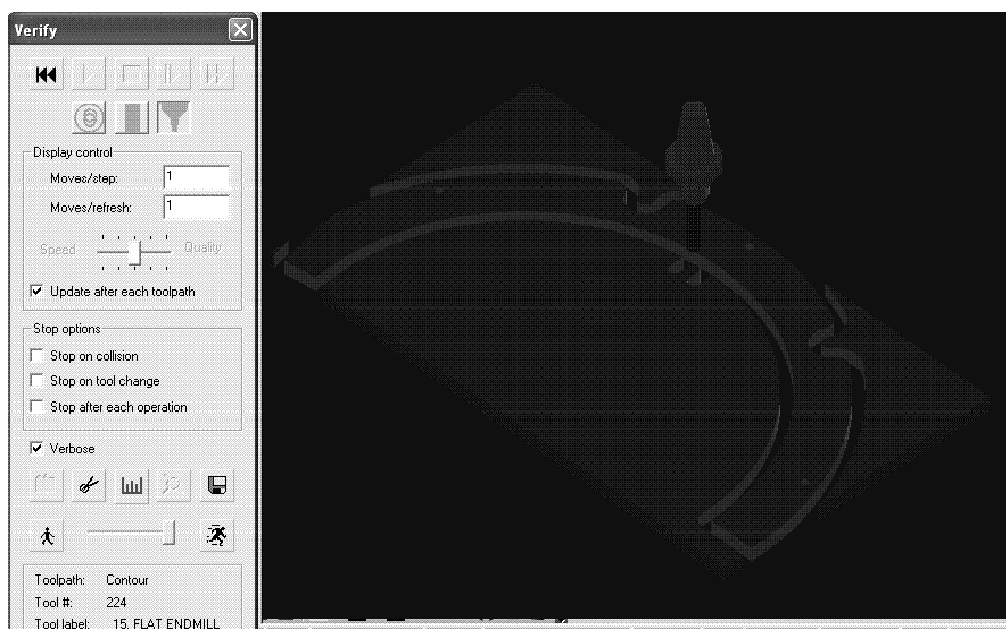 Verify
Display control
Moves/step: 1
Moves/refresh: 1
Speed Quality
Update after each toolpath
Stop options
Stop on collision
Stop on tool change
Stop after each operation
Verbose
Toolpath: Contour
Tool #: 224
Tool label: 15. FLAT ENDMILL